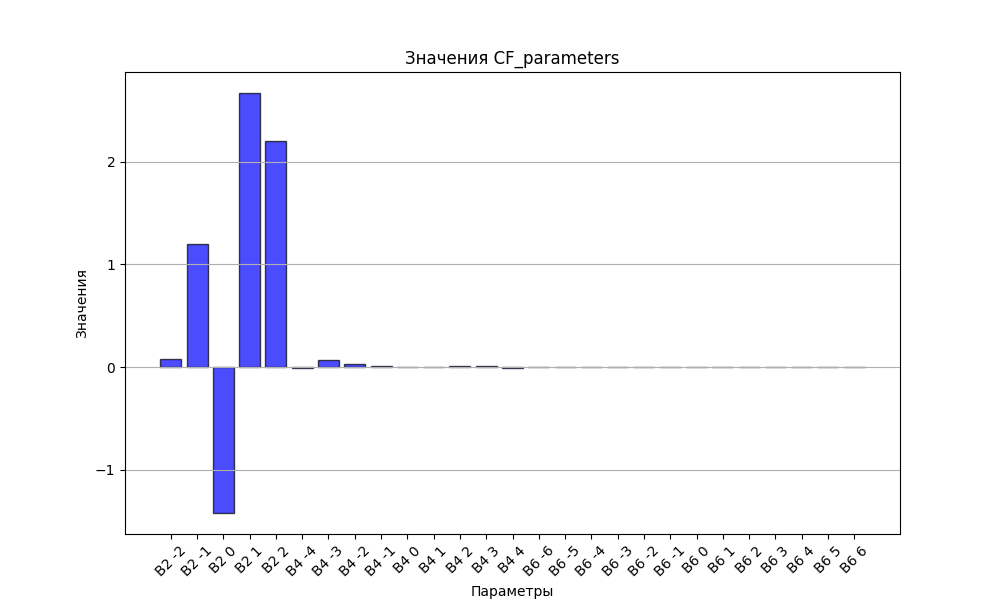 Значения CF_parameters
Значения
2
1
0
−1
B2 -2
B2 -1
B2 0
B2 1
B2 2
B4 -4
B4 -3
B4 -2
B4 -1
B4 0
B4 1
B4 2
B4 3
B4 4
B6 -6
B6 -5
B6 -4
B6 -3
B6 -2
B6 -1
B6 0
B6 1
B6 2
B6 3
B6 4
B6 5
B6 6
Параметры